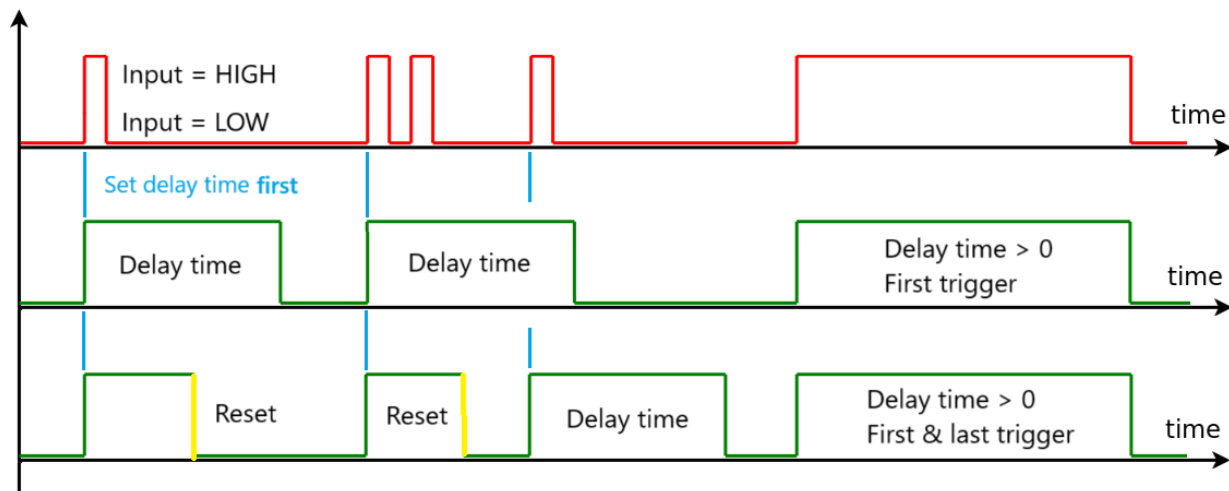 Input = HIGH
Input = LOW
time
Set delay time first
Delay time
Delay time
Delay time > 0
First trigger
time
Reset
Reset
Delay time
Delay time > 0
First & last trigger
time